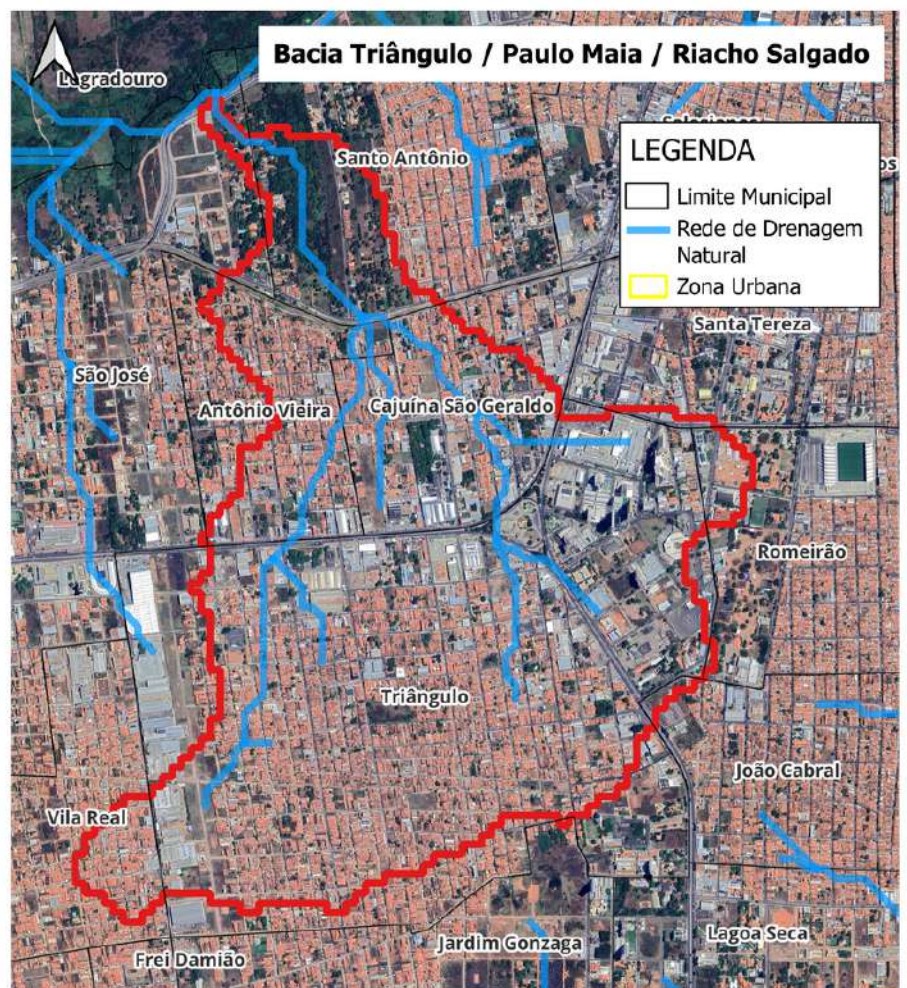 Bacia Triângulo / Paulo Maia / Riacho Salgado
Logradouro
Santo Antônio
LEGENDA
Limite Municipal
Rede de Drenagem
Natural
Zona Urbana
Santa Tereza
São José
Antônio Vieira
Cajuína São Geraldo
Romeirão
Triângulo
João Cabral
Vila Real
Lagoa Seca
Jardim Gonzaga
Frei Damião